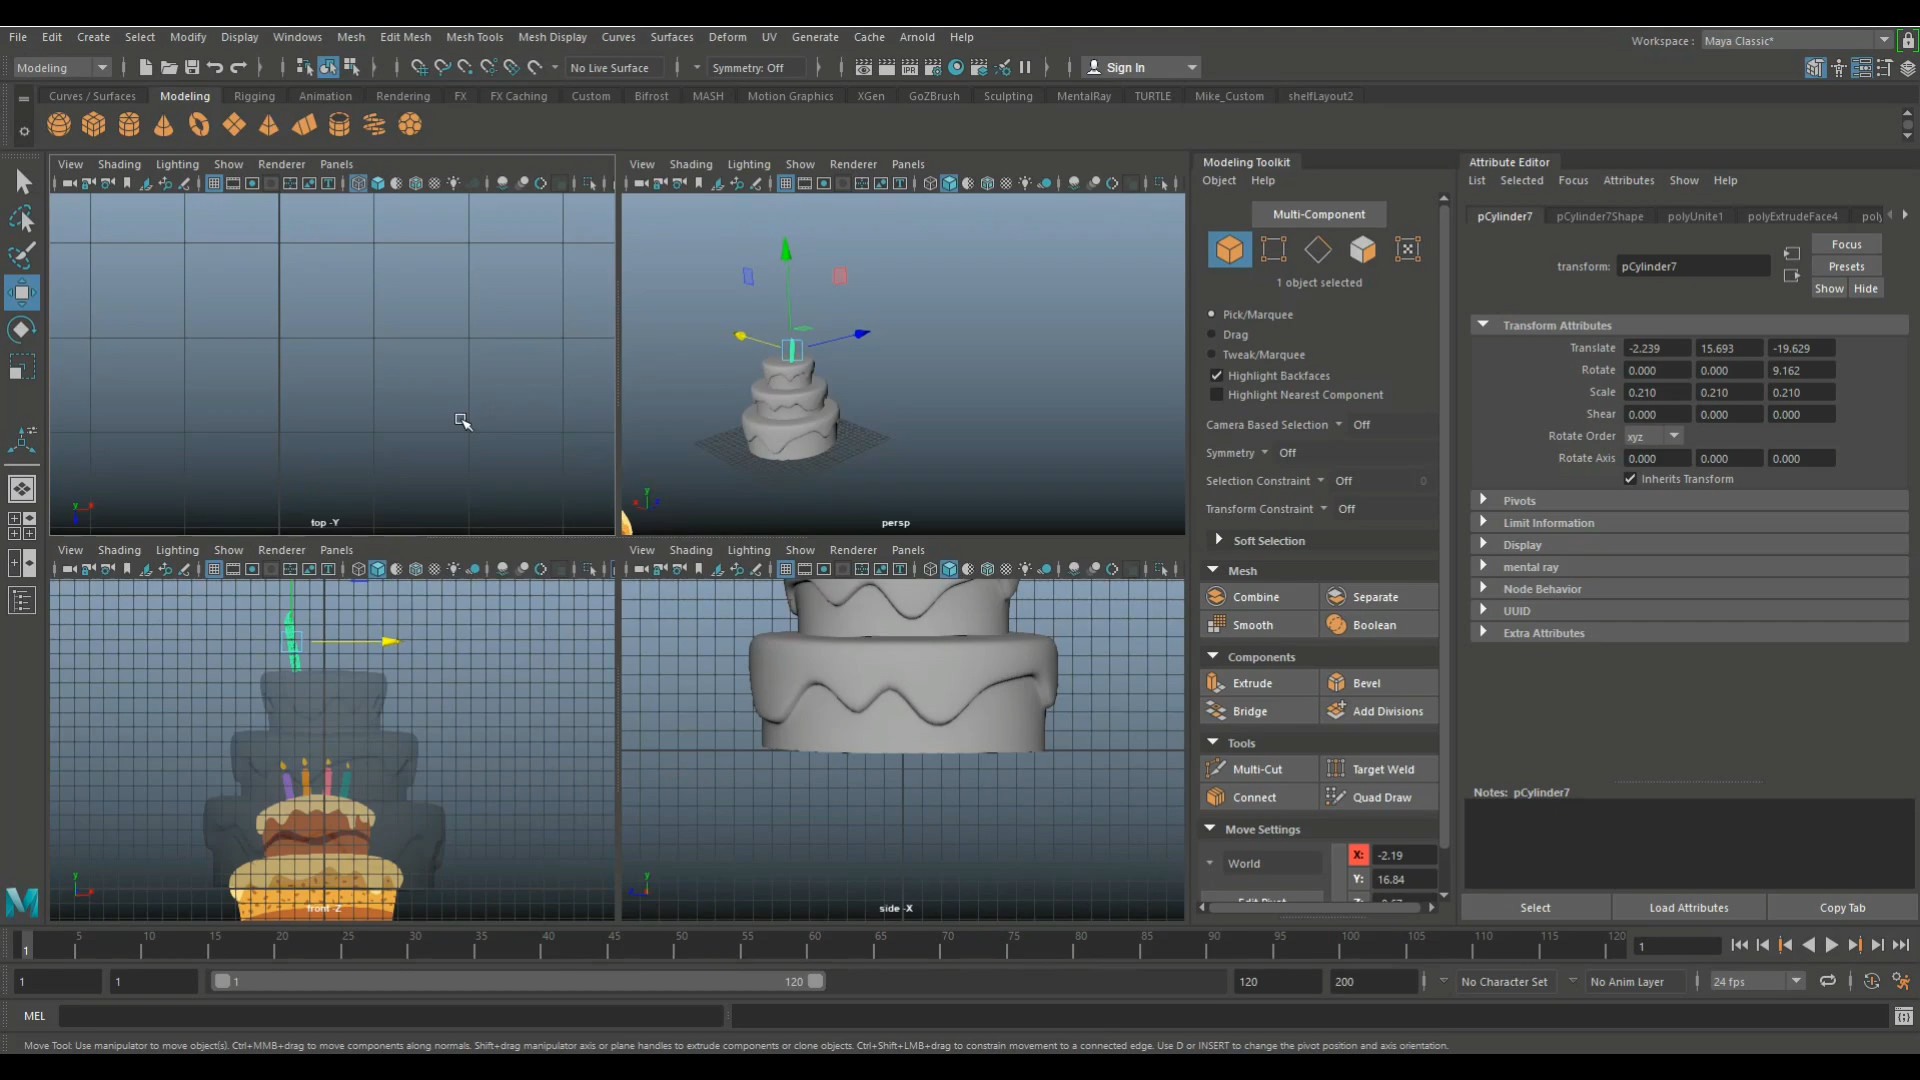 File Edit Create Select Modify Display Windows Mesh Edit Mesh Mesh Tools Mesh Display Curves Surfaces Deform UV Generate Cache Arnold Help
Workspace : Maya Classic*
Modeling No Live Surface Symmetry: Off Sign In
Curves / Surfaces Modeling Rigging Animation Rendering FX FX Caching Custom Bifrost MASH Motion Graphics XGen GoZBrush Sculpting MentalRay TURTLE Mike_Custom shelfLayout2
View Shading Lighting Show Renderer Panels
top -Y
View Shading Lighting Show Renderer Panels
persp
View Shading Lighting Show Renderer Panels
front -Z
View Shading Lighting Show Renderer Panels
side -X
Modeling Toolkit
Object Help
Multi-Component
1 object selected
Pick/Marquee
Drag
Tweak/Marquee
Highlight Backfaces
Highlight Nearest Component
Camera Based Selection Off
Symmetry Off
Selection Constraint Off 0
Transform Constraint Off
Soft Selection
Mesh
Combine Separate
Smooth Boolean
Components
Extrude Bevel
Bridge Add Divisions
Tools
Multi-Cut Target Weld
Connect Quad Draw
Move Settings
World X: -2.19
Y: 16.84
Attribute Editor
List Selected Focus Attributes Show Help
pCylinder7 pCylinder7Shape polyUnite1 polyExtrudeFace4 pol
Focus
transform: pCylinder7 Presets
Show Hide
Transform Attributes
Translate -2.239 15.693 -19.629
Rotate 0.000 0.000 9.162
Scale 0.210 0.210 0.210
Shear 0.000 0.000 0.000
Rotate Order xyz
Rotate Axis 0.000 0.000 0.000
Inherits Transform
Pivots
Limit Information
Display
mental ray
Node Behavior
UUID
Extra Attributes
Notes: pCylinder7
Select Load Attributes Copy Tab
1 5 10 15 20 25 30 35 40 45 50 55 60 65 70 75 80 85 90 95 100 105 110 115 120 1
1 1 1 120 120 200 No Character Set No Anim Layer 24 fps
MEL
Move Tool: Use manipulator to move object(s). Ctrl+MMB+drag to move components along normals. Shift+drag manipulator axis or plane handles to extrude components or clone objects. Ctrl+Shift+LMB+drag to constrain movement to a connected edge. Use D or INSERT to change the pivot position and axis orientation.